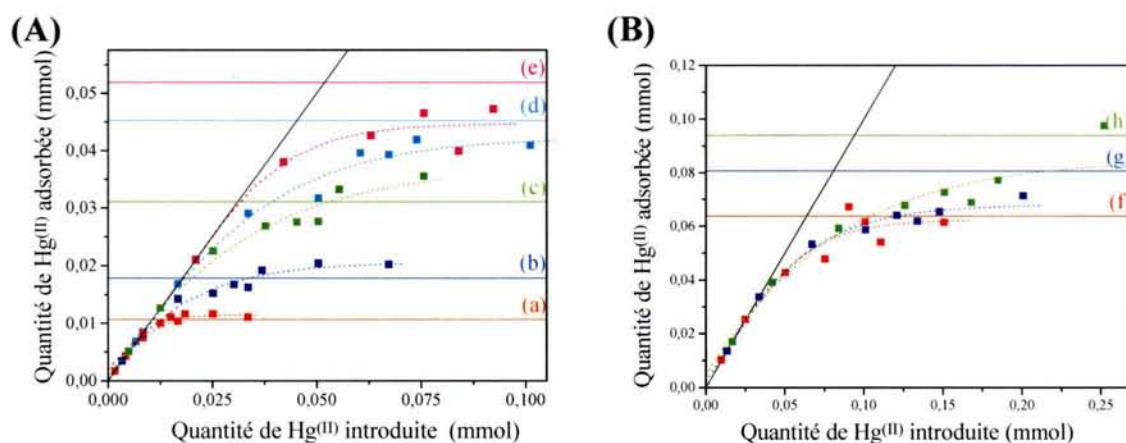 (A)
Quantité de Hg(II) adsorbée (mmol)
0,05
0,04
0,03
0,02
0,01
0,00
(e)
(d)
(c)
(b)
(a)
0,000
0,025
0,050
0,075
0,100
Quantité de Hg(II) introduite (mmol)
(B)
Quantité de Hg(II) adsorbée (mmol)
0,12
0,10
0,08
0,06
0,04
0,02
0,00
(h
(g
(f
0,00
0,05
0,10
0,15
0,20
0,25
Quantité de Hg(II) introduite (mmol)